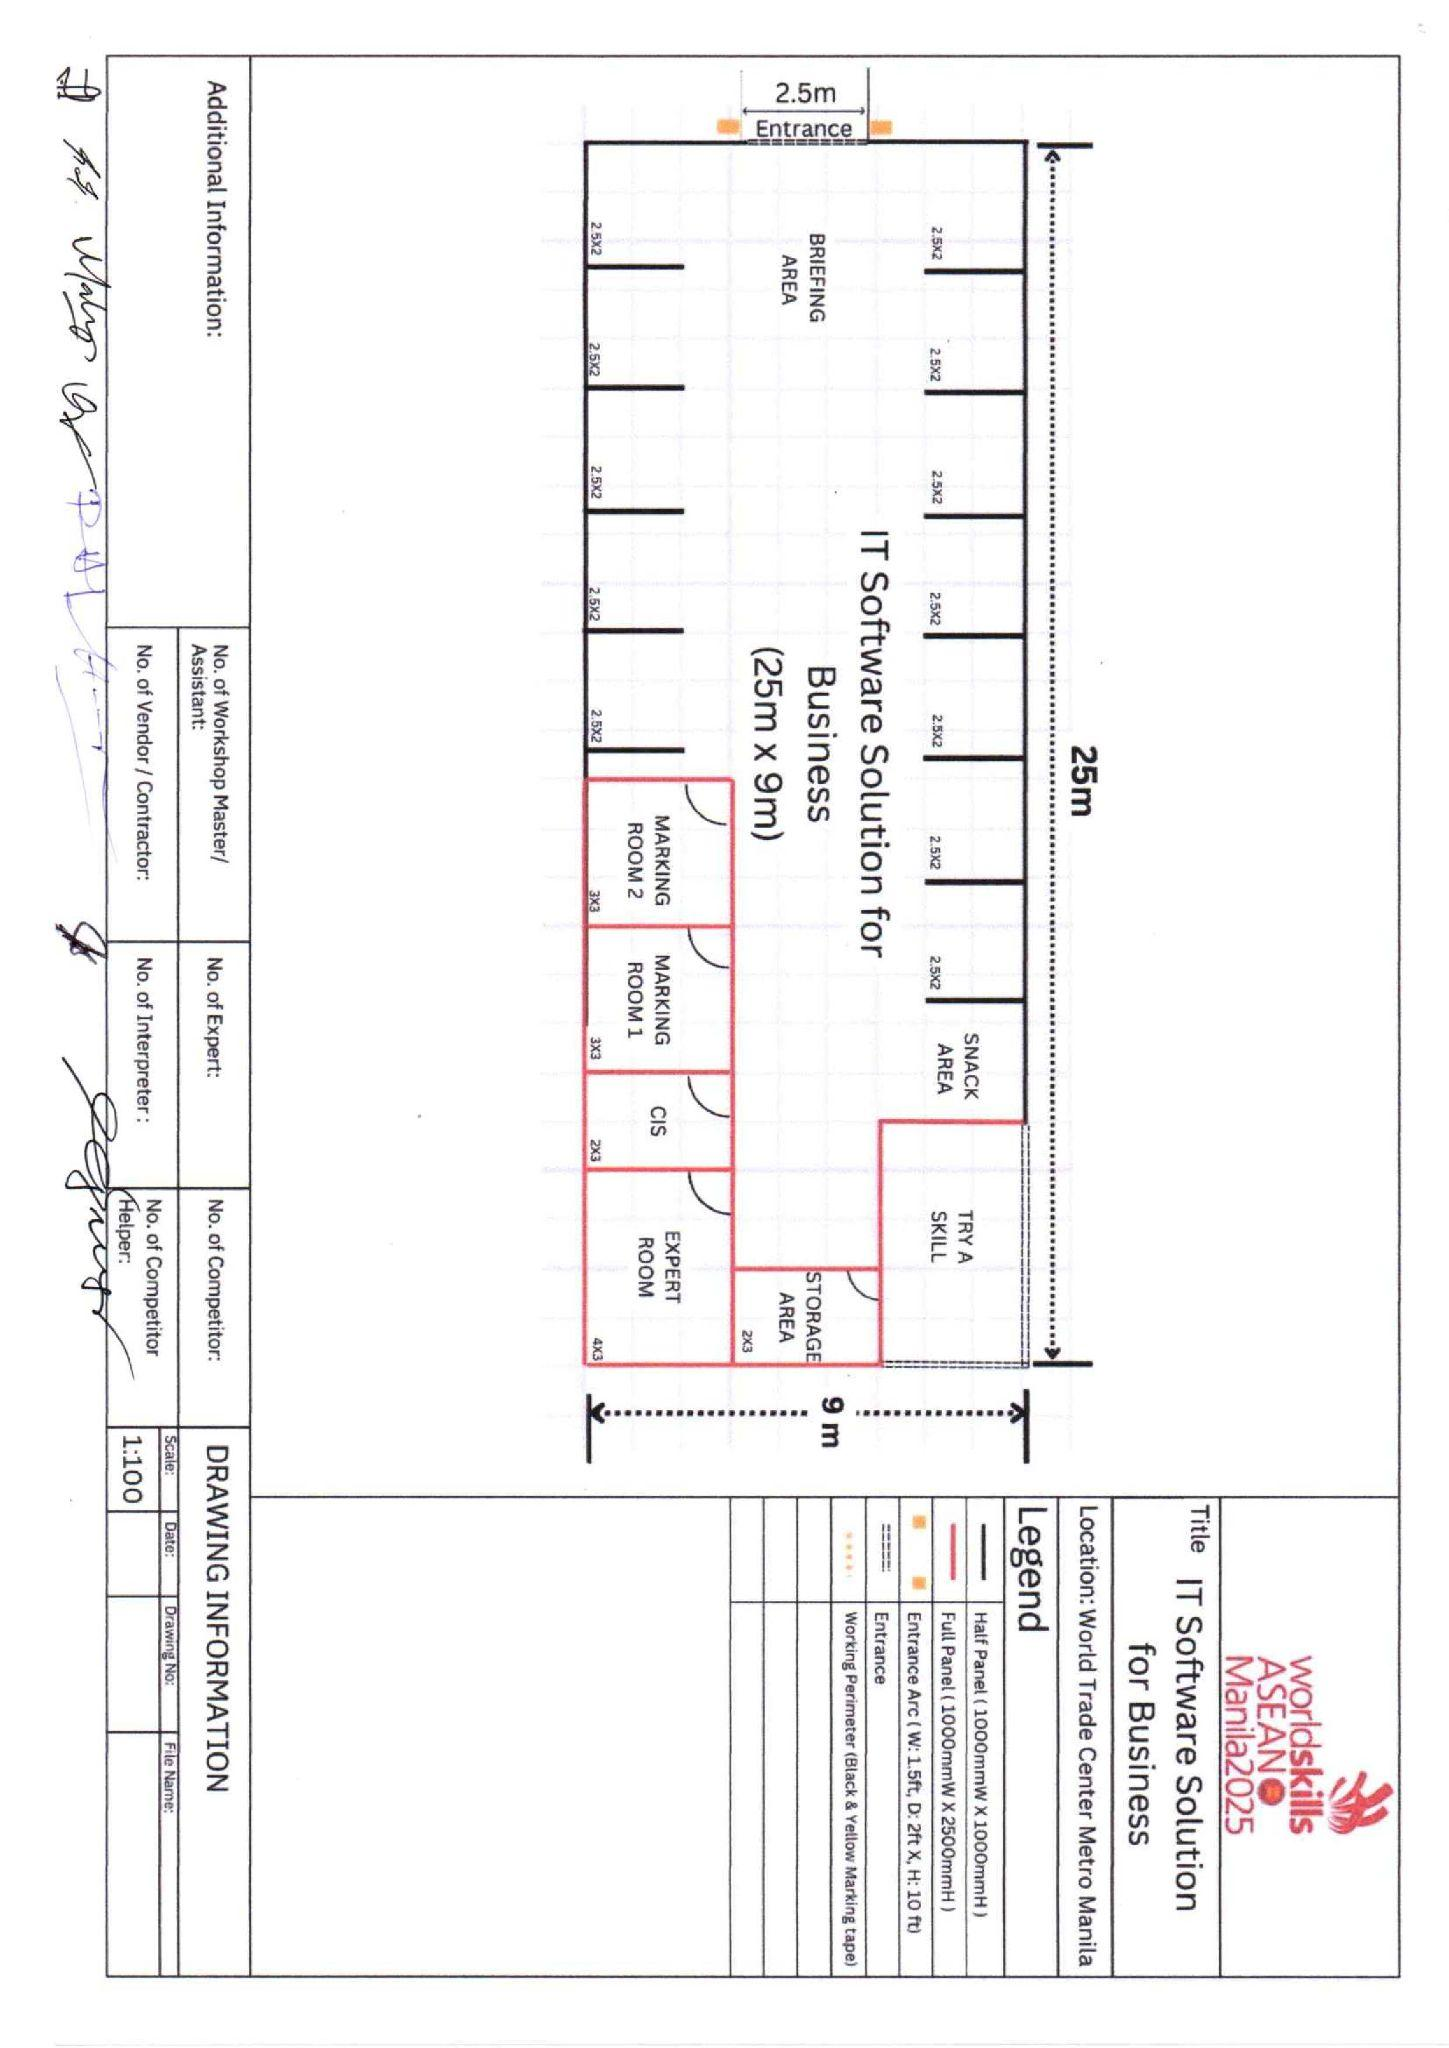 25m
2.5X2
2.5X2
2.5X2
2.5X2
2.5X2
2.5X2
2.5X2
SNACK
AREA
TRY A
SKILL
2.5m
Entrance
BRIEFING
AREA
IT Software Solution for
Business
(25m x 9m)
STORAGE
AREA
2X3
9 m
MARKING
ROOM 2
3X3
MARKING
ROOM 1
3X3
CIS
2X3
EXPERT
ROOM
4X3
2.5X2
2.5X2
2.5X2
2.5X2
2.5X2
worldskills
ASEAN
Manila2025
Title IT Software Solution
for Business
Location: World Trade Center Metro Manila
Legend
Half Panel ( 1000mmW X 1000mmH )
Full Panel ( 1000mmW X 2500mmH )
Entrance Arc ( W: 1.5ft, D: 2ft X, H: 10 ft)
Entrance
Working Perimeter (Black & Yellow Marking tape)
Additional Information:
No. of Workshop Master/
Assistant:
No. of Expert:
No. of Competitor:
No. of Vendor / Contractor:
No. of Interpreter :
No. of Competitor
Helper:
DRAWING INFORMATION
Scale:
1:100
Date:
Drawing No:
File Name: